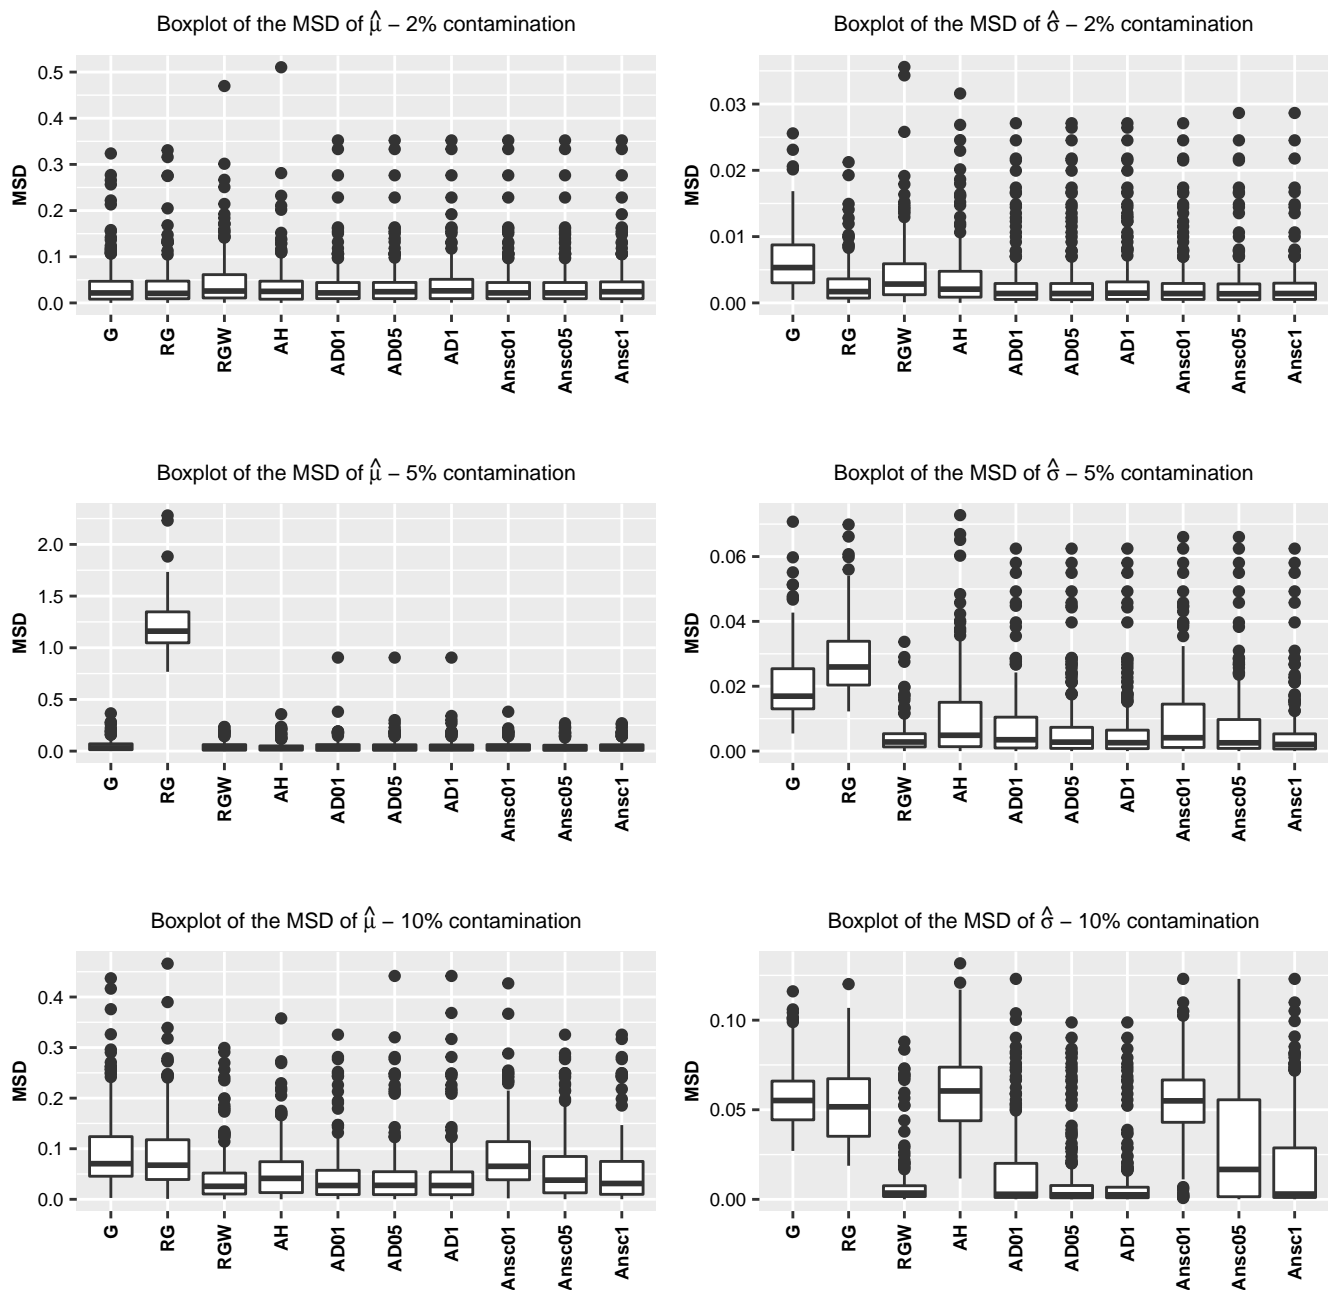 Boxplot of the MSD of μ̂ – 2% contamination
MSD
0.5
0.4
0.3
0.2
0.1
0.0
G RG RGW AH AD01 AD05 AD1 Ansc01 Ansc05 Ansc1
Boxplot of the MSD of σ̂ – 2% contamination
MSD
0.03
0.02
0.01
0.00
G RG RGW AH AD01 AD05 AD1 Ansc01 Ansc05 Ansc1
Boxplot of the MSD of μ̂ – 5% contamination
MSD
2.0
1.5
1.0
0.5
0.0
G RG RGW AH AD01 AD05 AD1 Ansc01 Ansc05 Ansc1
Boxplot of the MSD of σ̂ – 5% contamination
MSD
0.06
0.04
0.02
0.00
G RG RGW AH AD01 AD05 AD1 Ansc01 Ansc05 Ansc1
Boxplot of the MSD of μ̂ – 10% contamination
MSD
0.4
0.3
0.2
0.1
0.0
G RG RGW AH AD01 AD05 AD1 Ansc01 Ansc05 Ansc1
Boxplot of the MSD of σ̂ – 10% contamination
MSD
0.10
0.05
0.00
G RG RGW AH AD01 AD05 AD1 Ansc01 Ansc05 Ansc1